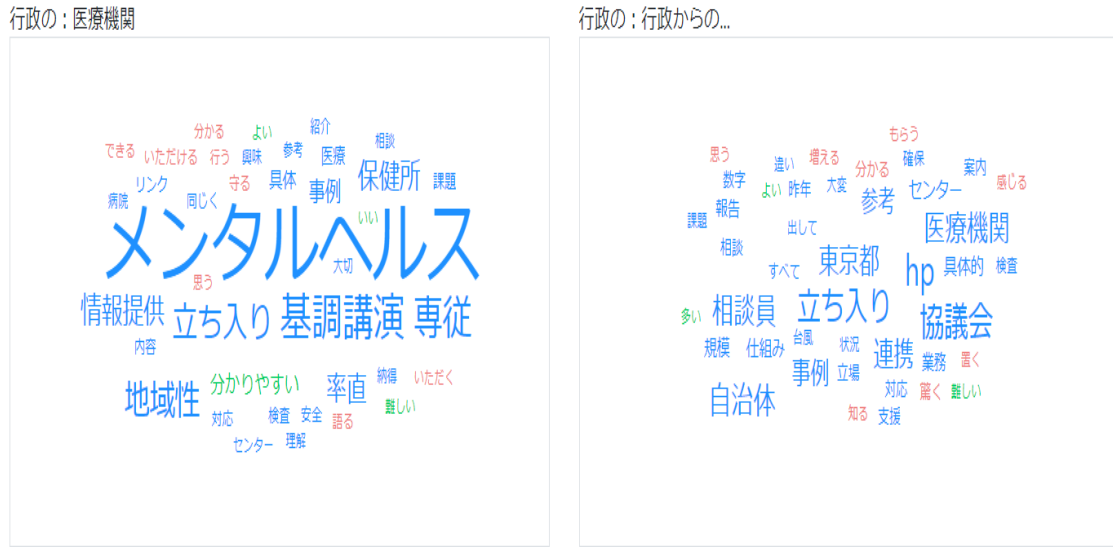 行政の：医療機関
分かる よい 紹介 相談
できる いただける 行う 興味 参考 医療
リンク 守る 具体 事例 保健所 課題
病院 同じく
いい
メンタルヘルス
大切
思う
情報提供 立ち入り 基調講演 専従
内容
地域性 分かりやすい 率直 納得 いただく
難しい
対応 検査 安全 語る
センター 理解
行政の：行政からの...
もらう
思う 違い 増える 分かる 確保 案内
数字 よい 昨年 大変 参考 センター 感じる
課題 報告
出して 医療機関
相談
すべて 東京都 hp 具体的 検査
多い 相談員 立ち入り 協議会
規模 仕組み 台風 状況 連携 業務 置く
事例 立場
自治体 対応 驚く 難しい
知る 支援